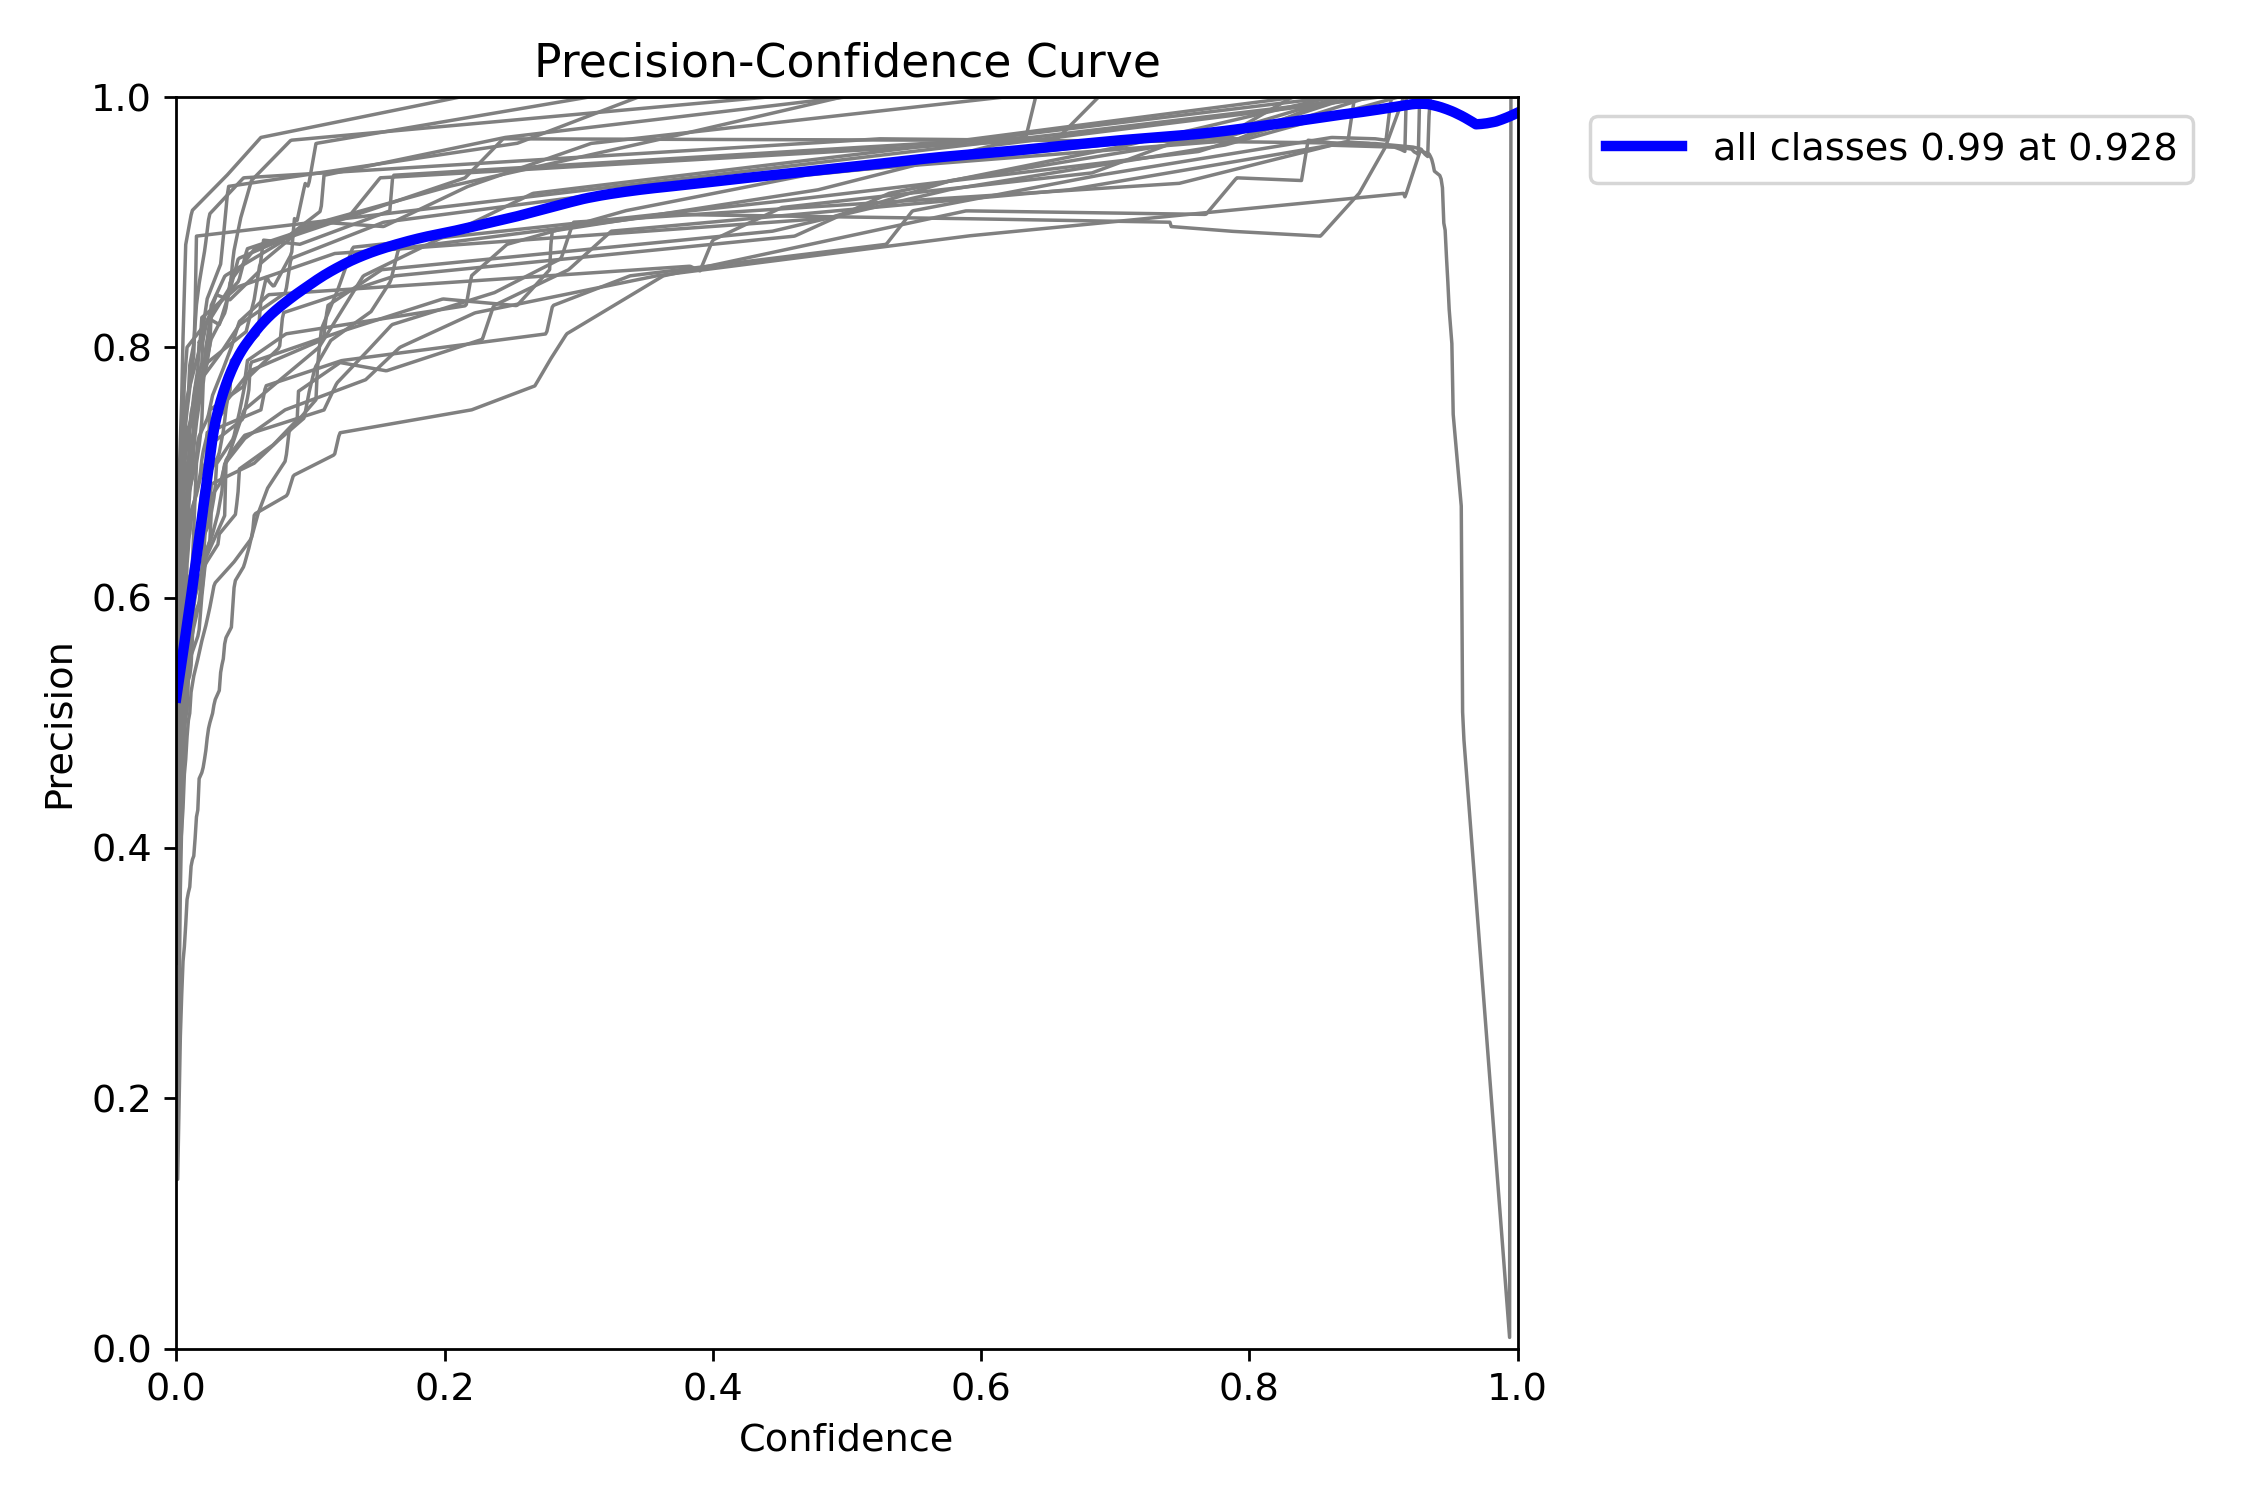 Precision-Confidence Curve
1.0
0.8
0.6
0.4
0.2
0.0
Precision
0.0 0.2 0.4 0.6 0.8 1.0
Confidence
all classes 0.99 at 0.928